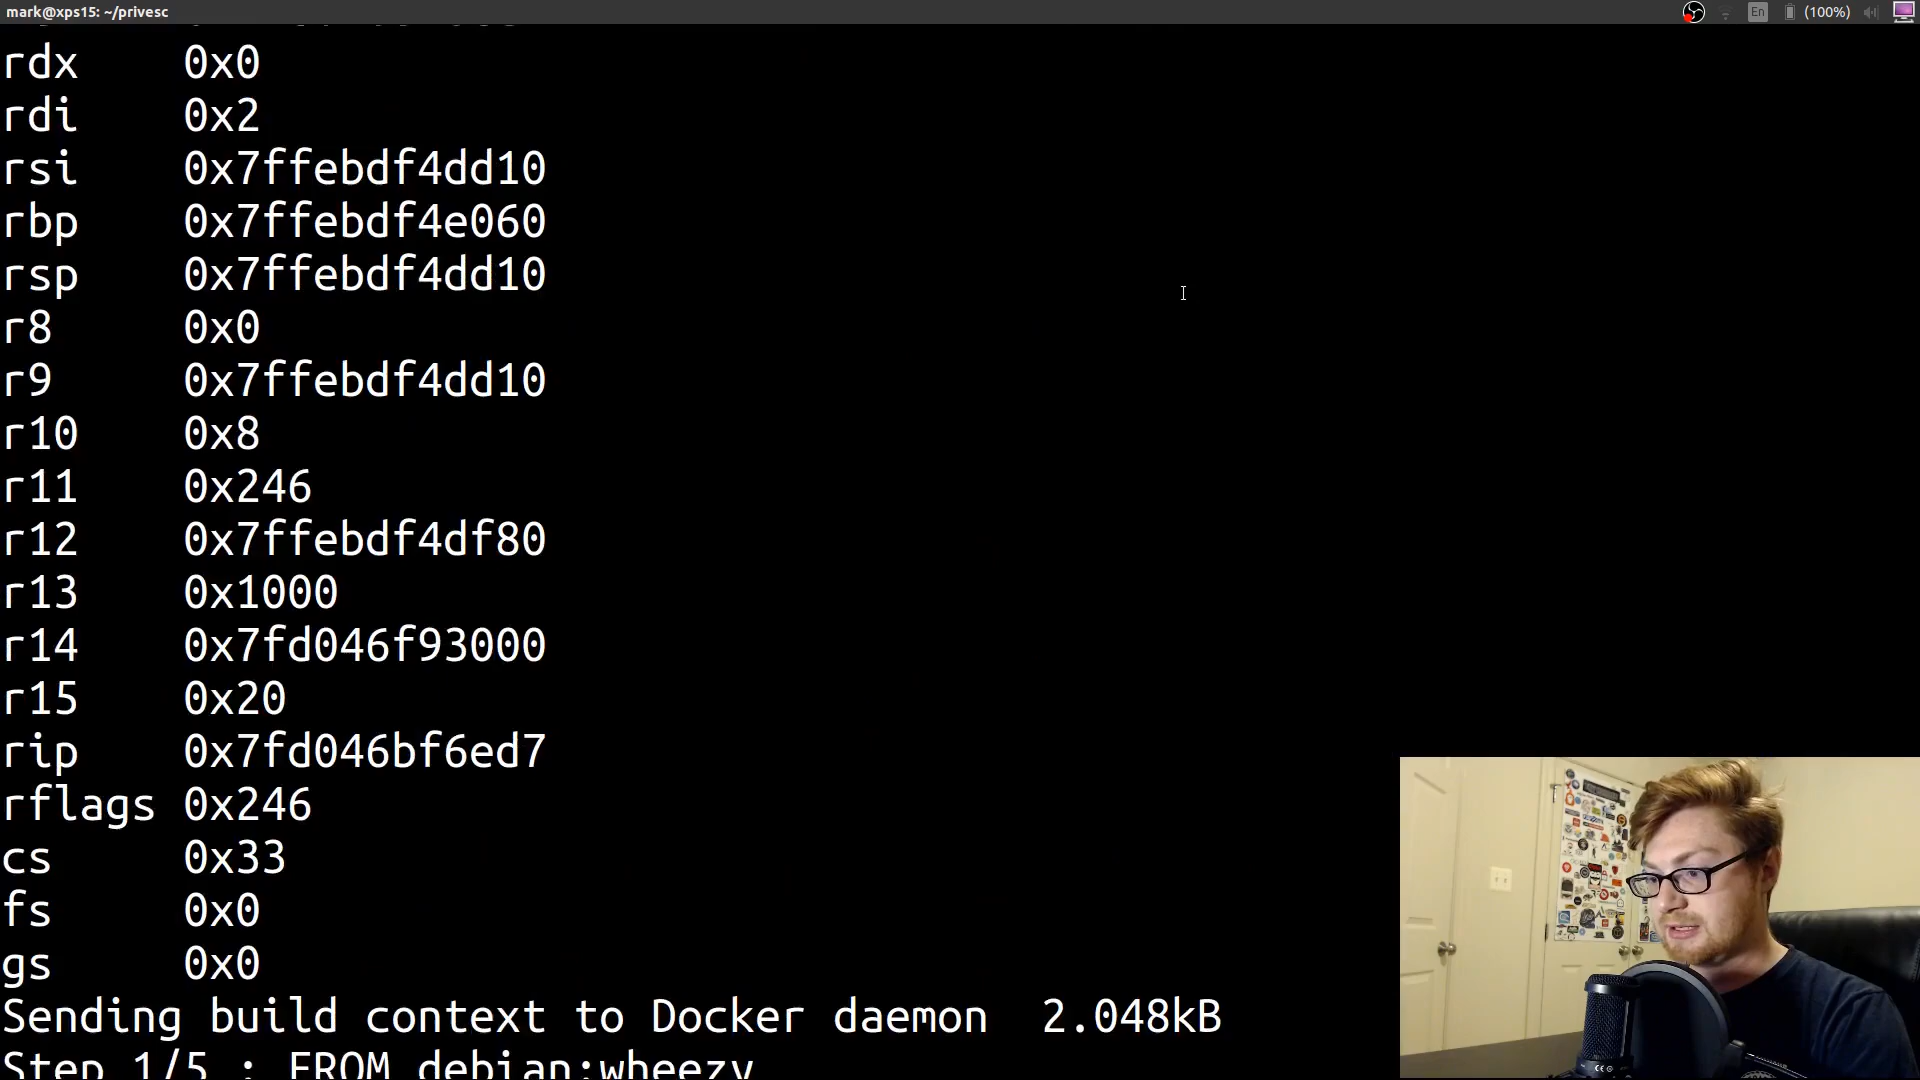 mark@xps15: ~/privesc
En
(100%)
rdx 0x0
rdi 0x2
rsi 0x7ffebdf4dd10
rbp 0x7ffebdf4e060
rsp 0x7ffebdf4dd10
r8 0x0
r9 0x7ffebdf4dd10
r10 0x8
r11 0x246
r12 0x7ffebdf4df80
r13 0x1000
r14 0x7fd046f93000
r15 0x20
rip 0x7fd046bf6ed7
rflags 0x246
cs 0x33
fs 0x0
gs 0x0
Sending build context to Docker daemon 2.048kB
Step 1/5 : FROM debian:wheezy